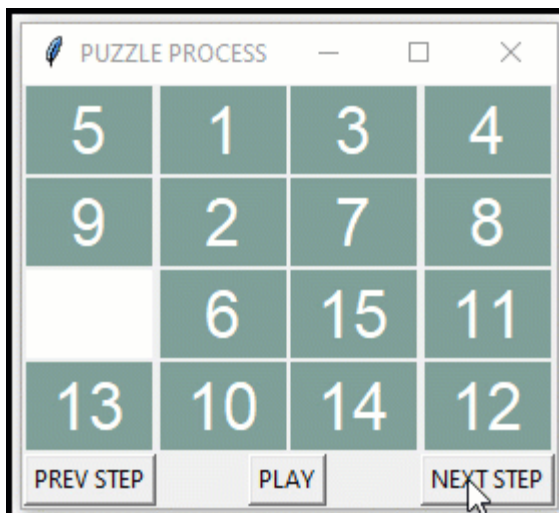 PUZZLE PROCESS
5 1 3 4
9 2 7 8
6 15 11
13 10 14 12
PREV STEP PLAY NEXT STEP